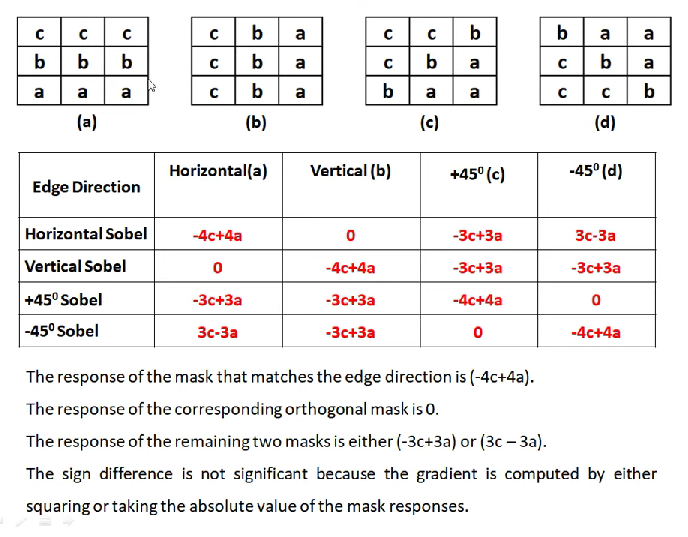 c c c c b a c c b b a a
b b b c b a c b a c b a
a a a c b a b a a c c b
(a) (b) (c) (d)
Edge Direction Horizontal(a) Vertical (b) +45⁰ (c) -45⁰ (d)
Horizontal Sobel -4c+4a 0 -3c+3a 3c-3a
Vertical Sobel 0 -4c+4a -3c+3a -3c+3a
+45⁰ Sobel -3c+3a -3c+3a -4c+4a 0
-45⁰ Sobel 3c-3a -3c+3a 0 -4c+4a
The response of the mask that matches the edge direction is (-4c+4a).
The response of the corresponding orthogonal mask is 0.
The response of the remaining two masks is either (-3c+3a) or (3c – 3a).
The sign difference is not significant because the gradient is computed by either
squaring or taking the absolute value of the mask responses.